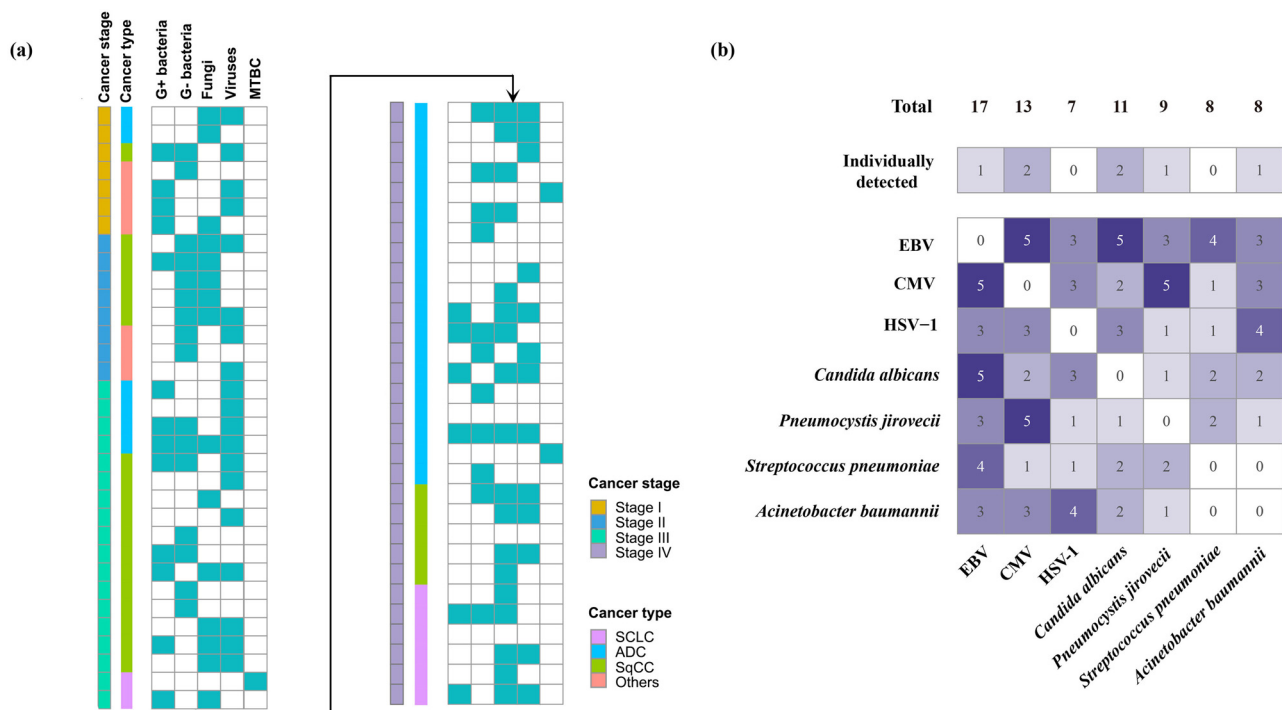 (a)
Cancer stage
Cancer type
G+ bacteria
G- bacteria
Fungi
Viruses
MTBC
Cancer stage
Stage I
Stage II
Stage III
Stage IV
Cancer type
SCLC
ADC
SqCC
Others
(b)
Total 17 13 7 11 9 8 8
Individually
detected 1 2 0 2 1 0 1
EBV 0 5 3 5 3 4 3
CMV 5 0 3 2 5 1 3
HSV−1 3 3 0 3 1 1 4
Candida albicans 5 2 3 0 1 2 2
Pneumocystis jirovecii 3 5 1 1 0 2 1
Streptococcus pneumoniae 4 1 1 2 2 0 0
Acinetobacter baumannii 3 3 4 2 1 0 0
EBV
CMV
HSV-1
Candida albicans
Pneumocystis jirovecii
Streptococcus pneumoniae
Acinetobacter baumannii